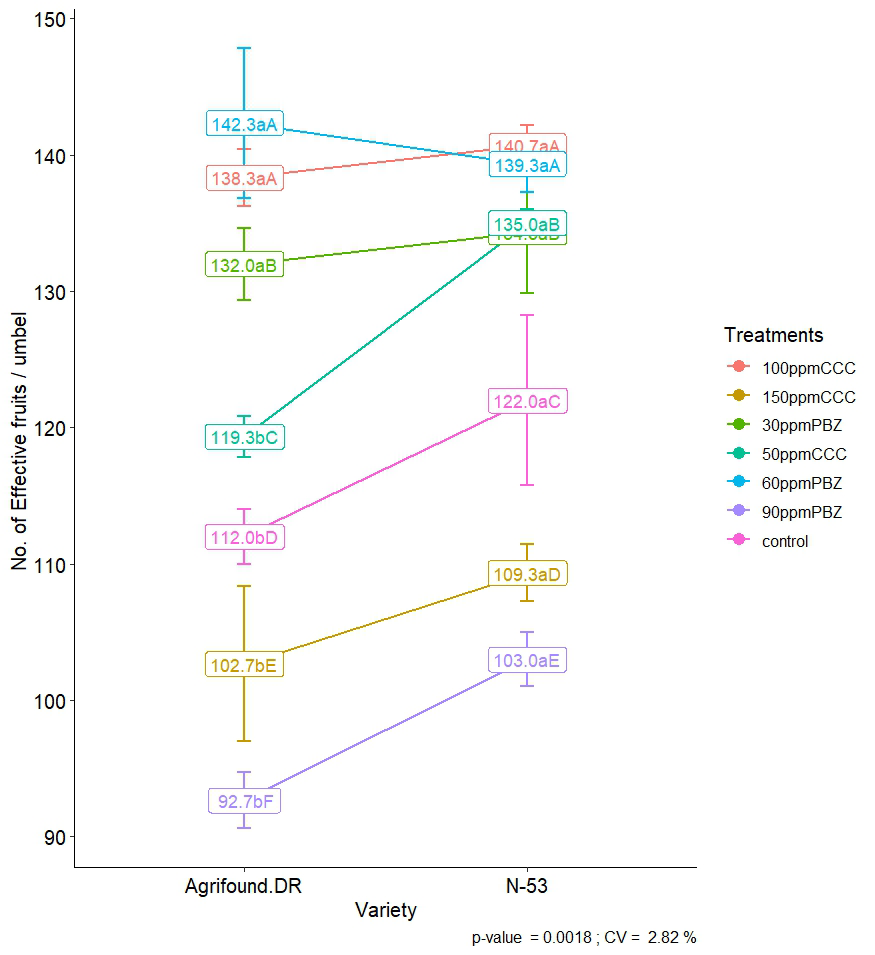 150
140
130
120
110
100
90
No. of Effective fruits / umbel
142.3aA
138.3aA
132.0aB
119.3bC
112.0bD
102.7bE
92.7bF
140.7aA
139.3aA
135.0aB
122.0aC
109.3aD
103.0aE
Agrifound.DR
N-53
Variety
p-value = 0.0018 ; CV = 2.82 %
Treatments
100ppmCCC
150ppmCCC
30ppmPBZ
50ppmCCC
60ppmPBZ
90ppmPBZ
control